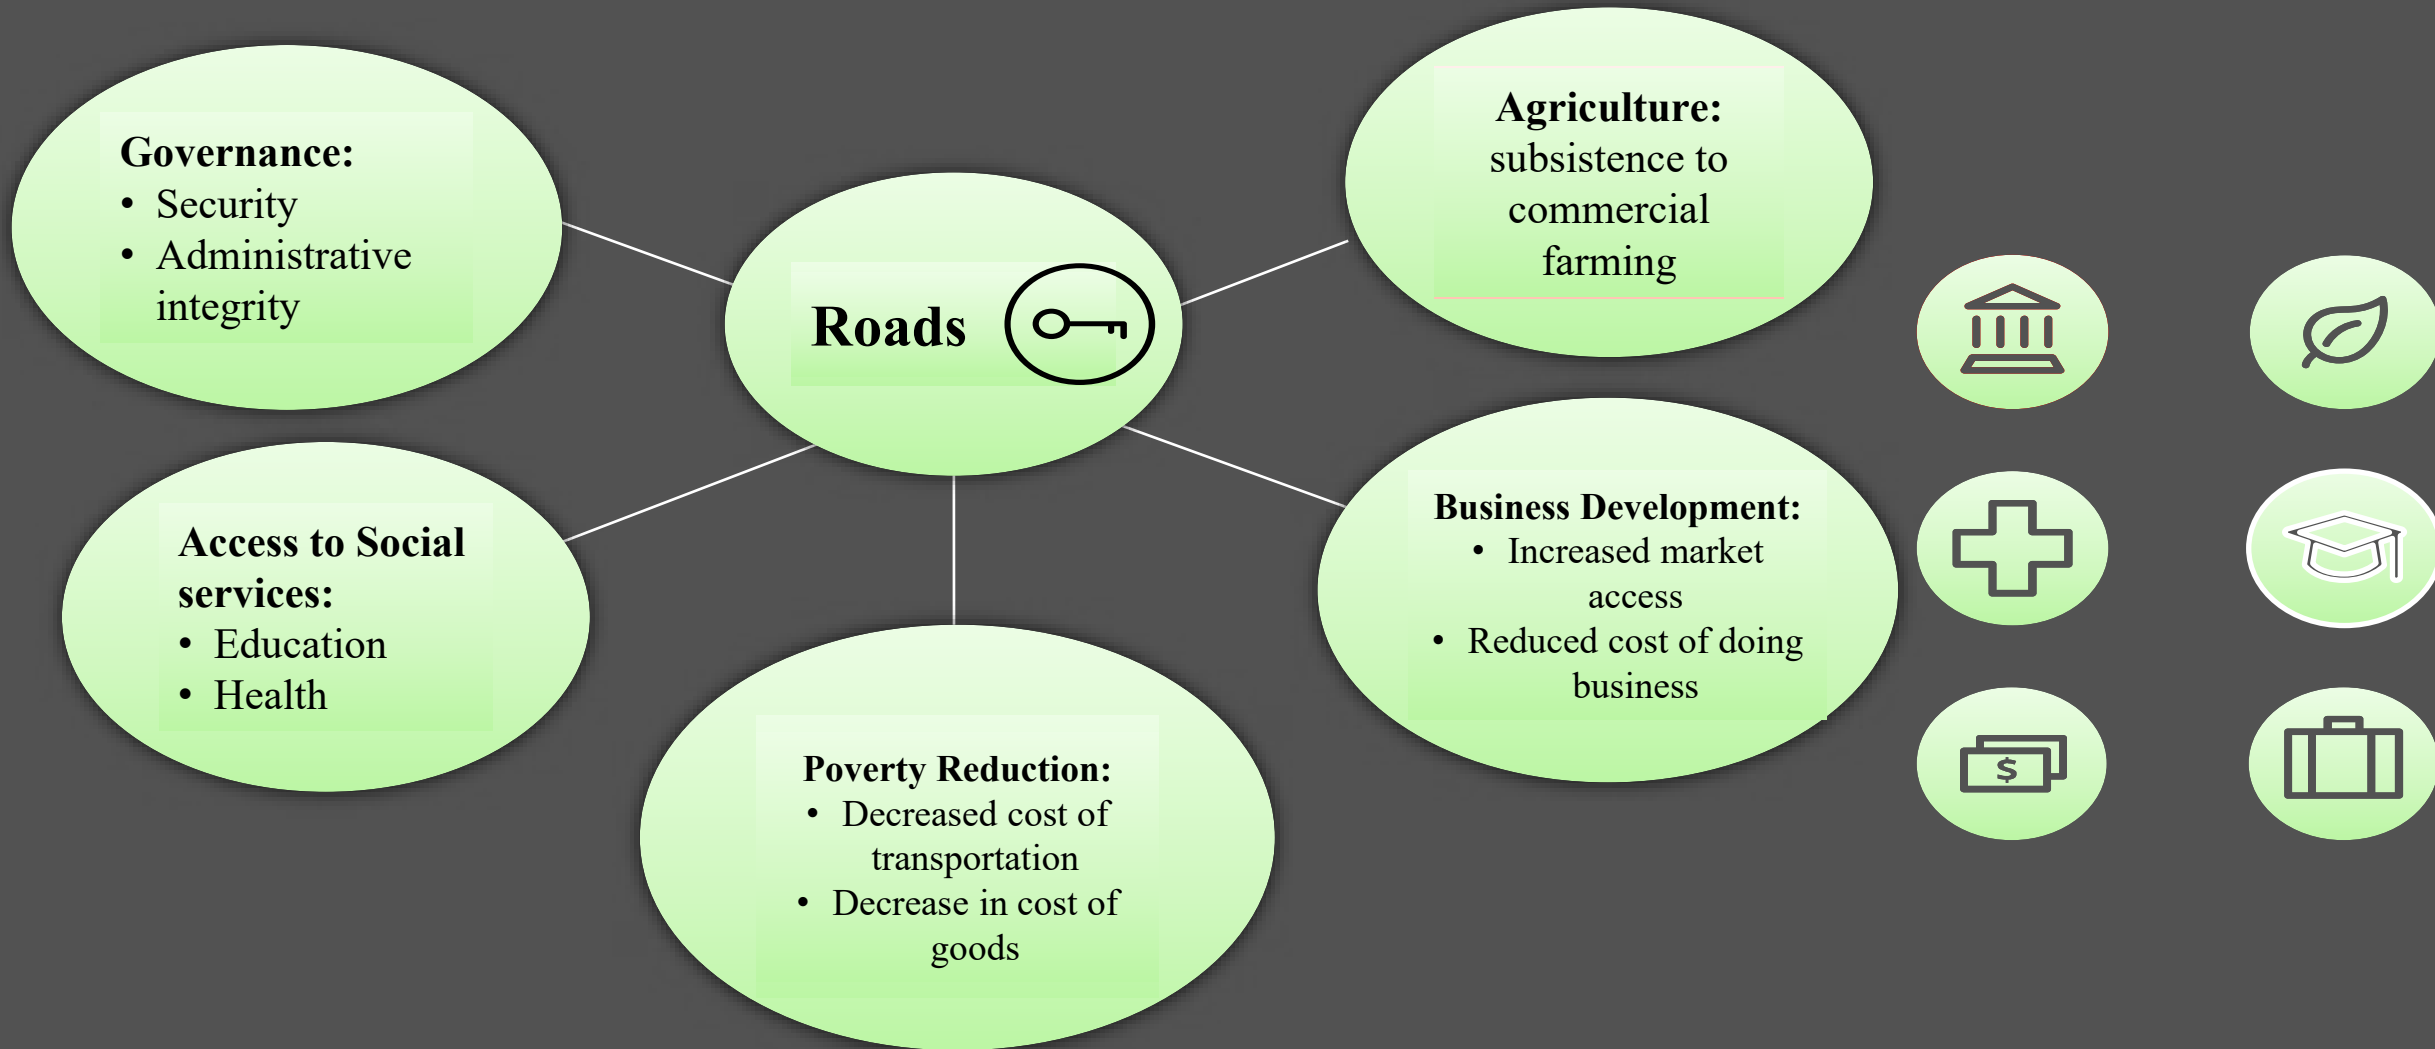 Governance:
• Security
• Administrative
integrity
Roads
Agriculture:
subsistence to
commercial
farming
Access to Social
services:
• Education
• Health
Business Development:
• Increased market
access
• Reduced cost of doing
business
Poverty Reduction:
• Decreased cost of
transportation
• Decrease in cost of
goods
$